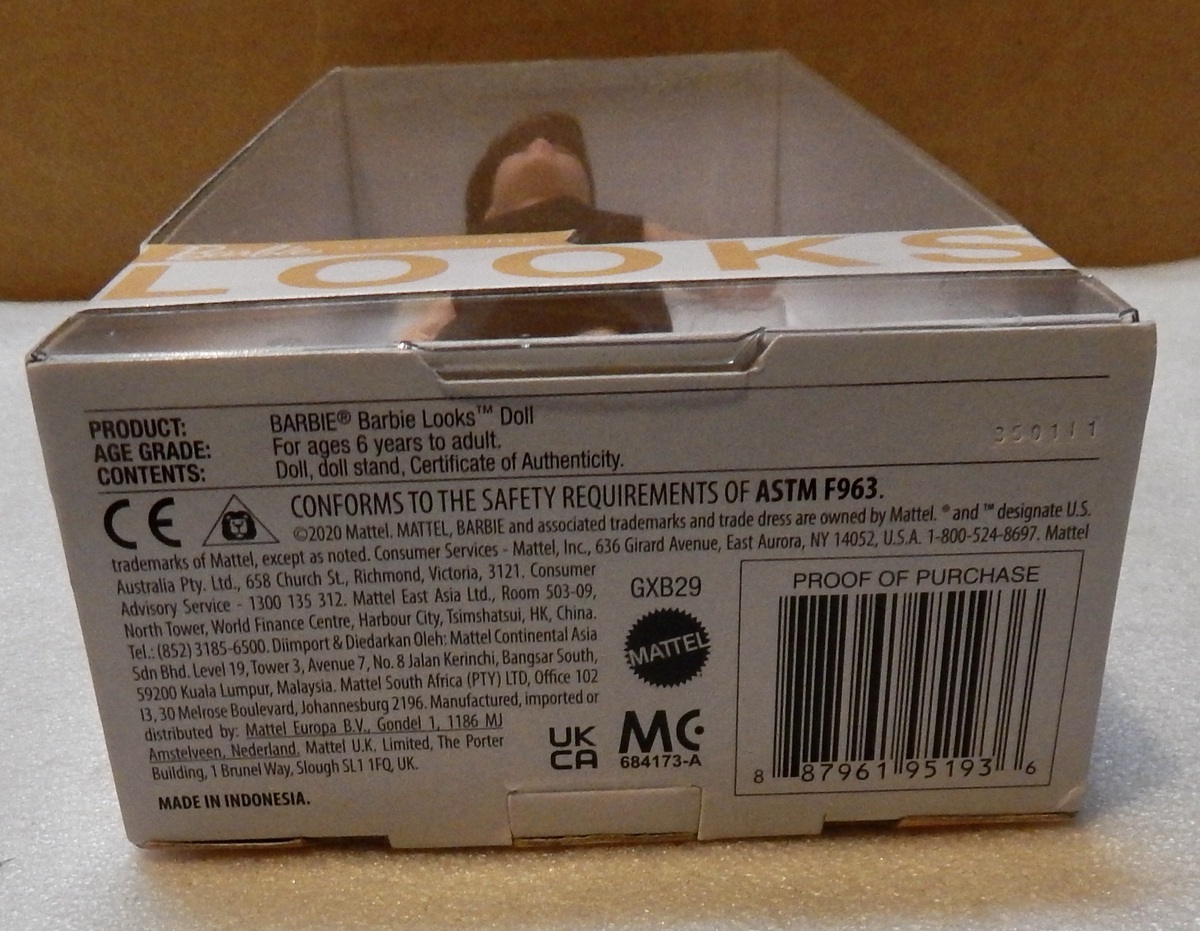 Barbie
LOOKS
PRODUCT: BARBIE® Barbie Looks™ Doll
AGE GRADE: For ages 6 years to adult.
CONTENTS: Doll, doll stand, Certificate of Authenticity.
35011 1
CE
CONFORMS TO THE SAFETY REQUIREMENTS OF ASTM F963.
©2020 Mattel. MATTEL, BARBIE and associated trademarks and trade dress are owned by Mattel. ® and ™ designate U.S.
trademarks of Mattel, except as noted. Consumer Services - Mattel, Inc., 636 Girard Avenue, East Aurora, NY 14052, U.S.A. 1-800-524-8697. Mattel
Australia Pty. Ltd., 658 Church St., Richmond, Victoria, 3121. Consumer
Advisory Service - 1300 135 312. Mattel East Asia Ltd., Room 503-09,
North Tower, World Finance Centre, Harbour City, Tsimshatsui, HK, China.
Tel.: (852) 3185-6500. Diimport & Diedarkan Oleh: Mattel Continental Asia
Sdn Bhd. Level 19, Tower 3, Avenue 7, No. 8 Jalan Kerinchi, Bangsar South,
59200 Kuala Lumpur, Malaysia. Mattel South Africa (PTY) LTD, Office 102
I3, 30 Melrose Boulevard, Johannesburg 2196. Manufactured, imported or
distributed by: Mattel Europa B.V., Gondel 1, 1186 MJ
Amstelveen, Nederland. Mattel U.K. Limited, The Porter
Building, 1 Brunel Way, Slough SL1 1FQ, UK.
MADE IN INDONESIA.
GXB29
MATTEL
UK
CA
MC
684173-A
PROOF OF PURCHASE
8 87961 95193 6